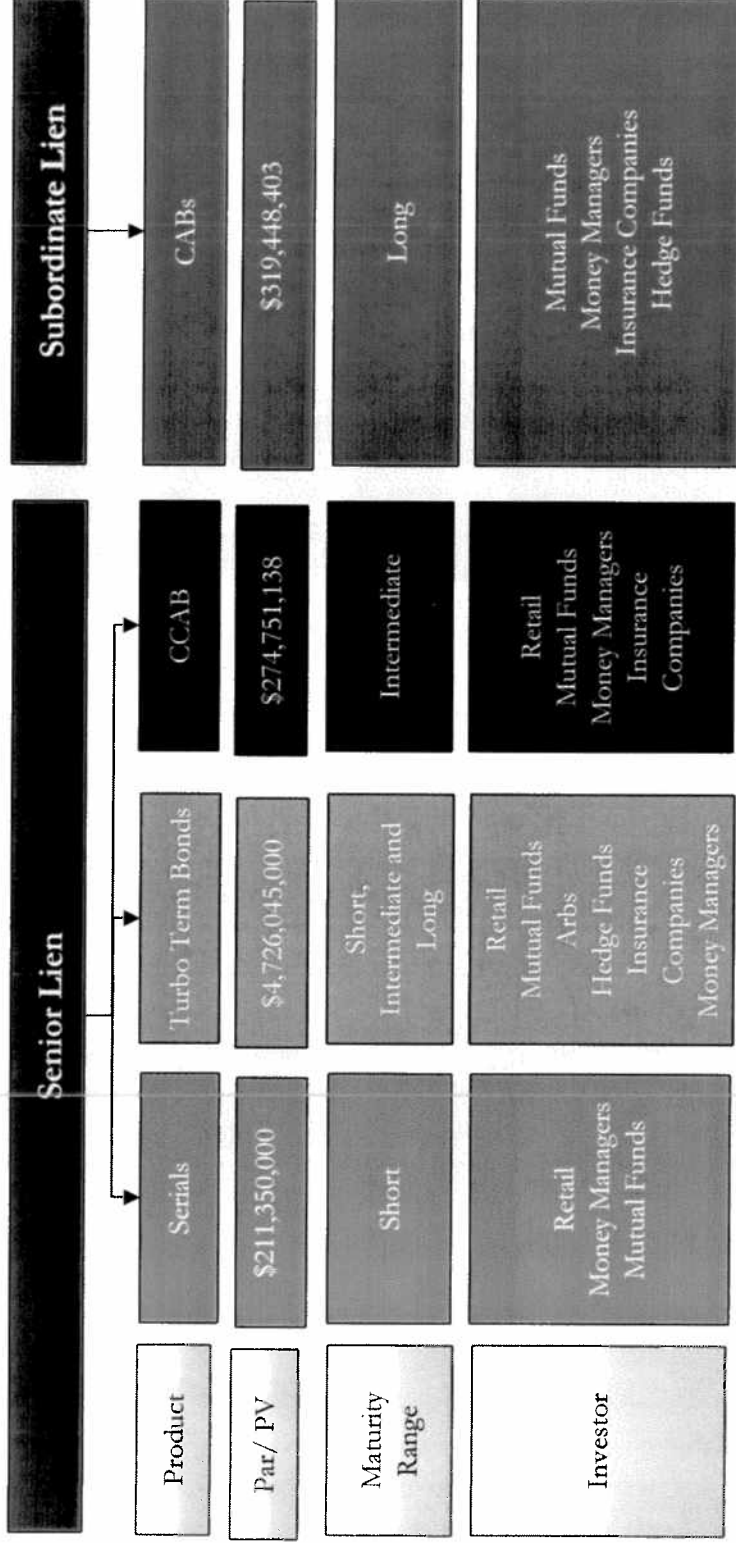 Senior Lien
Subordinate Lien
Product
Serials
Turbo Term Bonds
CCAB
CABs
Par/ PV
$211,350,000
$4,726,045,000
$274,751,138
$319,448,403
Maturity
Range
Short
Short,
Intermediate and
Long
Intermediate
Long
Investor
Retail
Money Managers
Mutual Funds
Retail
Mutual Funds
Arbs
Hedge Funds
Insurance
Companies
Money Managers
Retail
Mutual Funds
Money Managers
Insurance
Companies
Mutual Funds
Money Managers
Insurance Companies
Hedge Funds